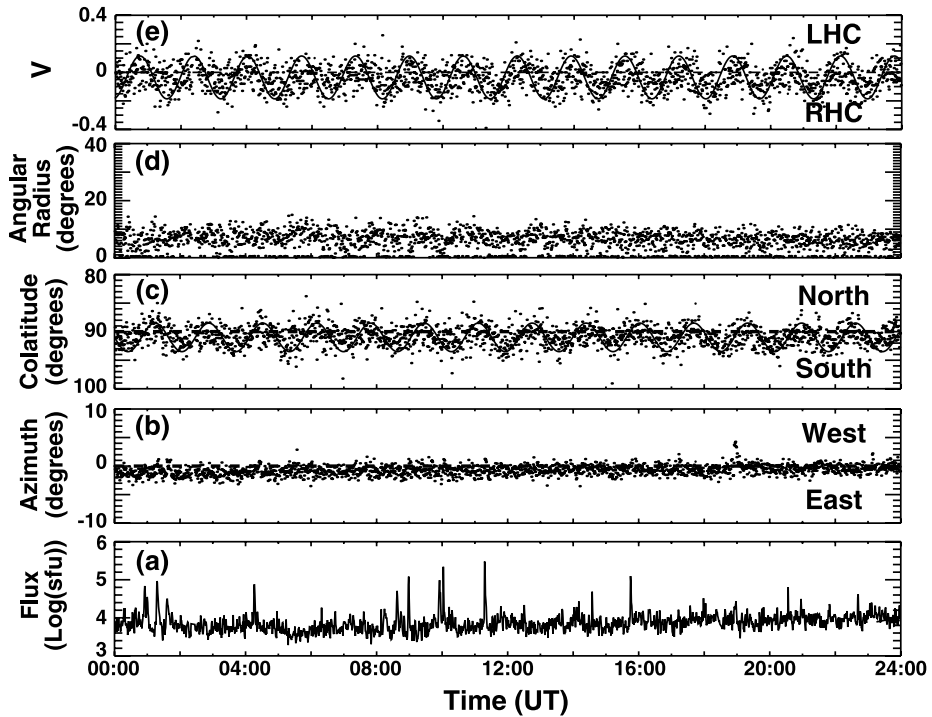 (e)
LHC
RHC
V
0.4
0
-0.4
(d)
Angular
Radius
(degrees)
40
20
0
(c)
North
South
Colatitude
(degrees)
80
90
100
(b)
West
East
Azimuth
(degrees)
10
0
-10
(a)
Flux
(Log(sfu))
6
5
4
3
00:00 04:00 08:00 12:00 16:00 20:00 24:00
Time (UT)